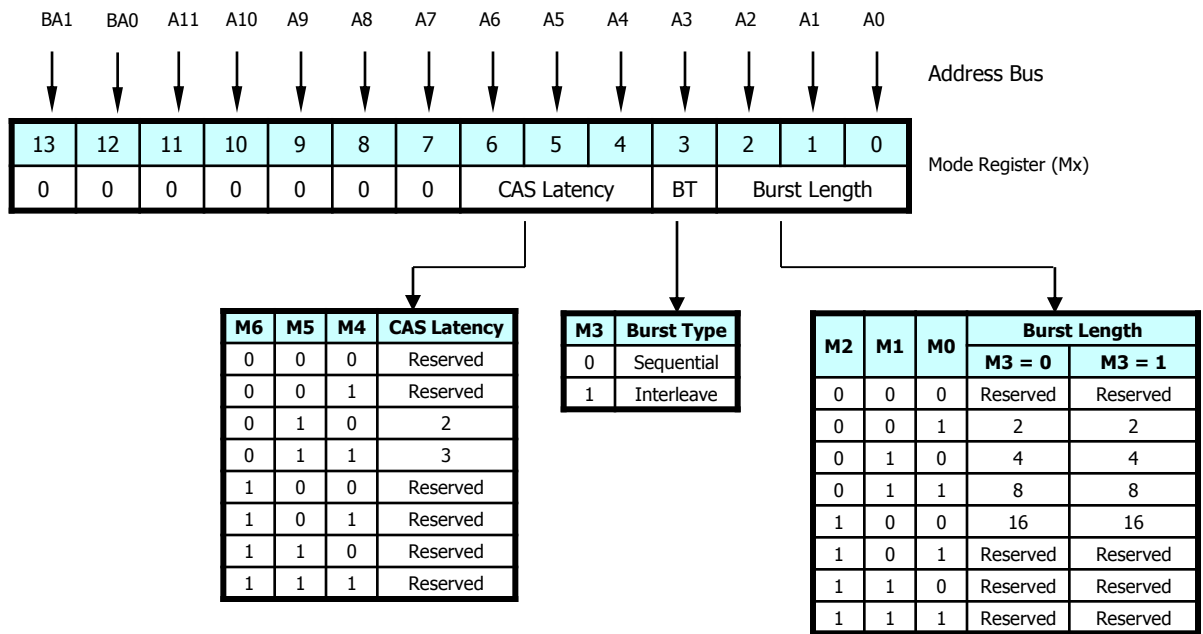 BA1 BA0 A11 A10 A9 A8 A7 A6 A5 A4 A3 A2 A1 A0
Address Bus
13 12 11 10 9 8 7 6 5 4 3 2 1 0
Mode Register (Mx)
0 0 0 0 0 0 0 CAS Latency BT Burst Length
M6 M5 M4 CAS Latency
0 0 0 Reserved
0 0 1 Reserved
0 1 0 2
0 1 1 3
1 0 0 Reserved
1 0 1 Reserved
1 1 0 Reserved
1 1 1 Reserved
M3 Burst Type
0 Sequential
1 Interleave
M2 M1 M0 Burst Length
M3 = 0 M3 = 1
0 0 0 Reserved Reserved
0 0 1 2 2
0 1 0 4 4
0 1 1 8 8
1 0 0 16 16
1 0 1 Reserved Reserved
1 1 0 Reserved Reserved
1 1 1 Reserved Reserved